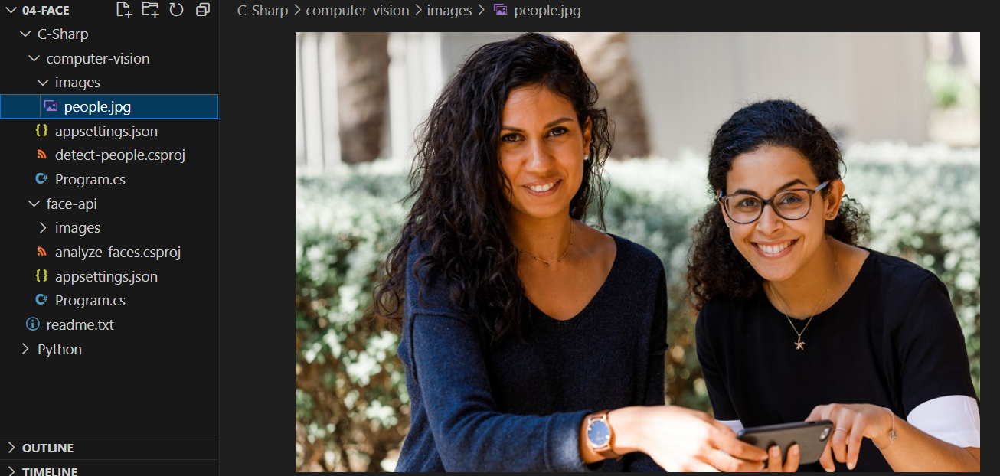 04-FACE
C-Sharp
computer-vision
images
people.jpg
{} appsettings.json
detect-people.csproj
C# Program.cs
face-api
images
analyze-faces.csproj
{} appsettings.json
C# Program.cs
readme.txt
Python
OUTLINE
TIMELINE
C-Sharp > computer-vision > images > people.jpg